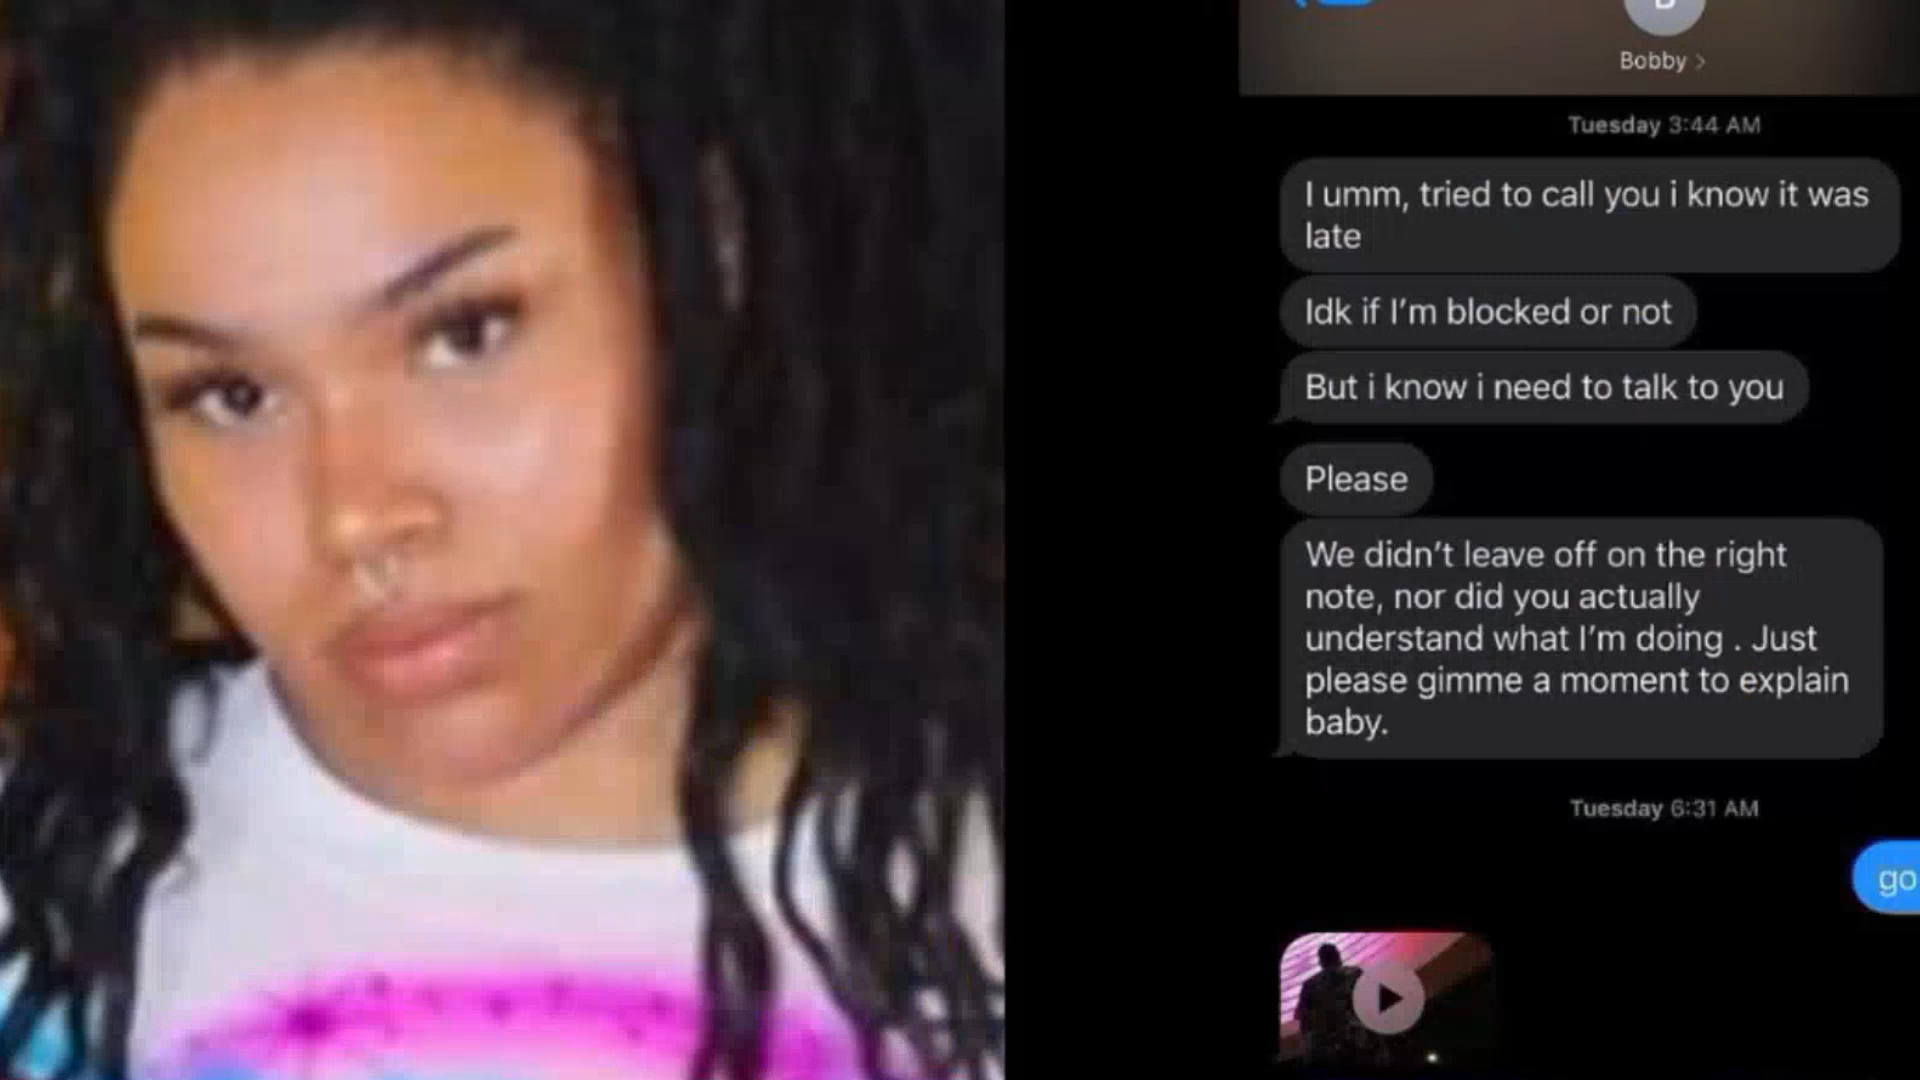 Bobby >
Tuesday 3:44 AM
I umm, tried to call you i know it was
late
Idk if I'm blocked or not
But i know i need to talk to you
Please
We didn't leave off on the right
note, nor did you actually
understand what I'm doing . Just
please gimme a moment to explain
baby.
Tuesday 6:31 AM
go